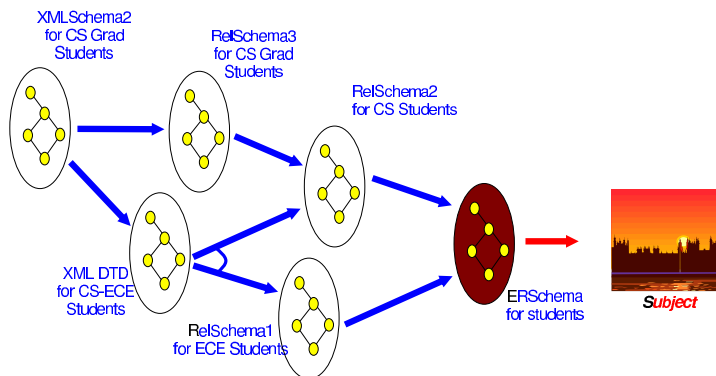 XMLSchema2
for CS Grad
Students
RelSchema3
for CS Grad
Students
RelSchema2
for CS Students
XML DTD
for CS-ECE
Students
RelSchema1
for ECE Students
ERSchema
for students
Subject